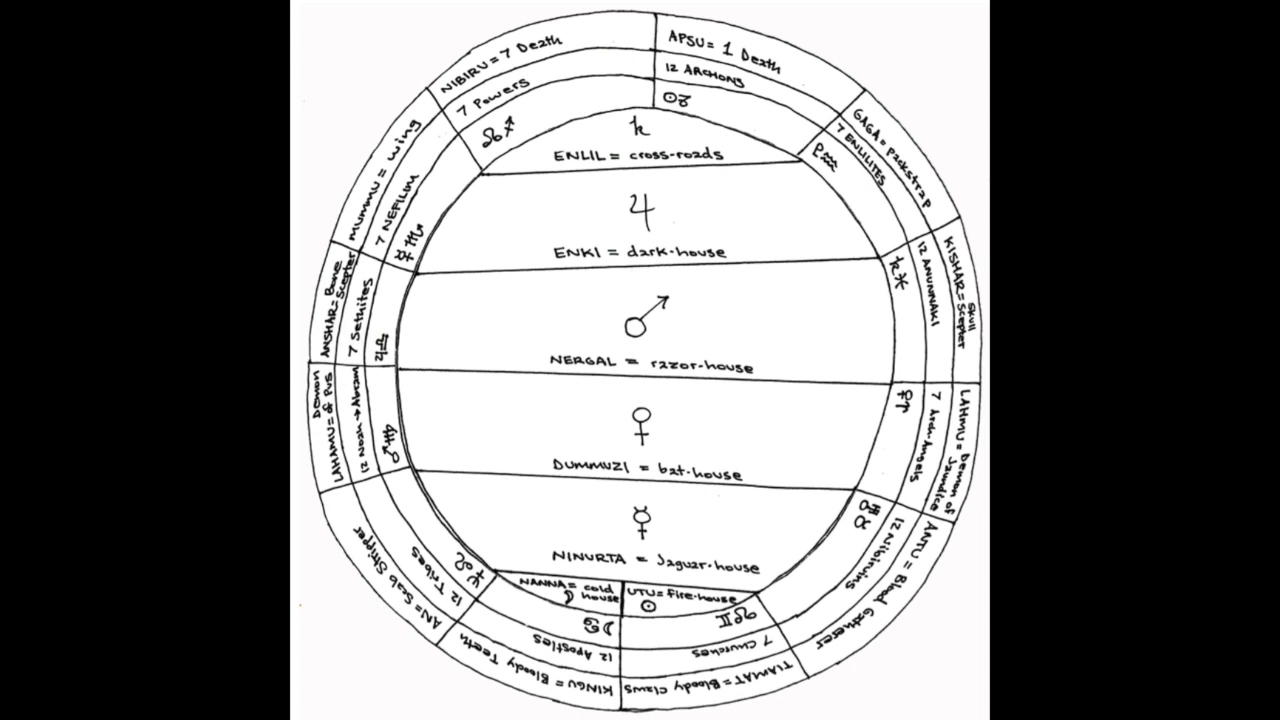 NIBIRU = 7 Death
APSU = 1 Death
GAGA = packstrap
KISHAR = Skull
Scepter
LAHMU = Demon of
Jaundice
ANTU = Blood Gatherer
TIAMAT = Bloody Claws
KINGU = Bloody Teeth
AN = Scab Stripper
LAHAMU = Demon
of Pus
ANSHAR = Bone
Scepter
MUMMU = wing
7 Powers
12 ARCHONS
7 ENLILITES
12 ANUNNAKI
7 Arch-Angels
12 Nibiruins
7 Churches
12 Apostles
12 Tribes
12 Noah → Abram
7 Sethites
7 NEFILIM
ENLIL = cross-roads
ENKI = dark-house
NERGAL = razor-house
DUMMUZI = bat-house
NINURTA = Jaguar-house
NANNA = cold
house
UTU = fire-house